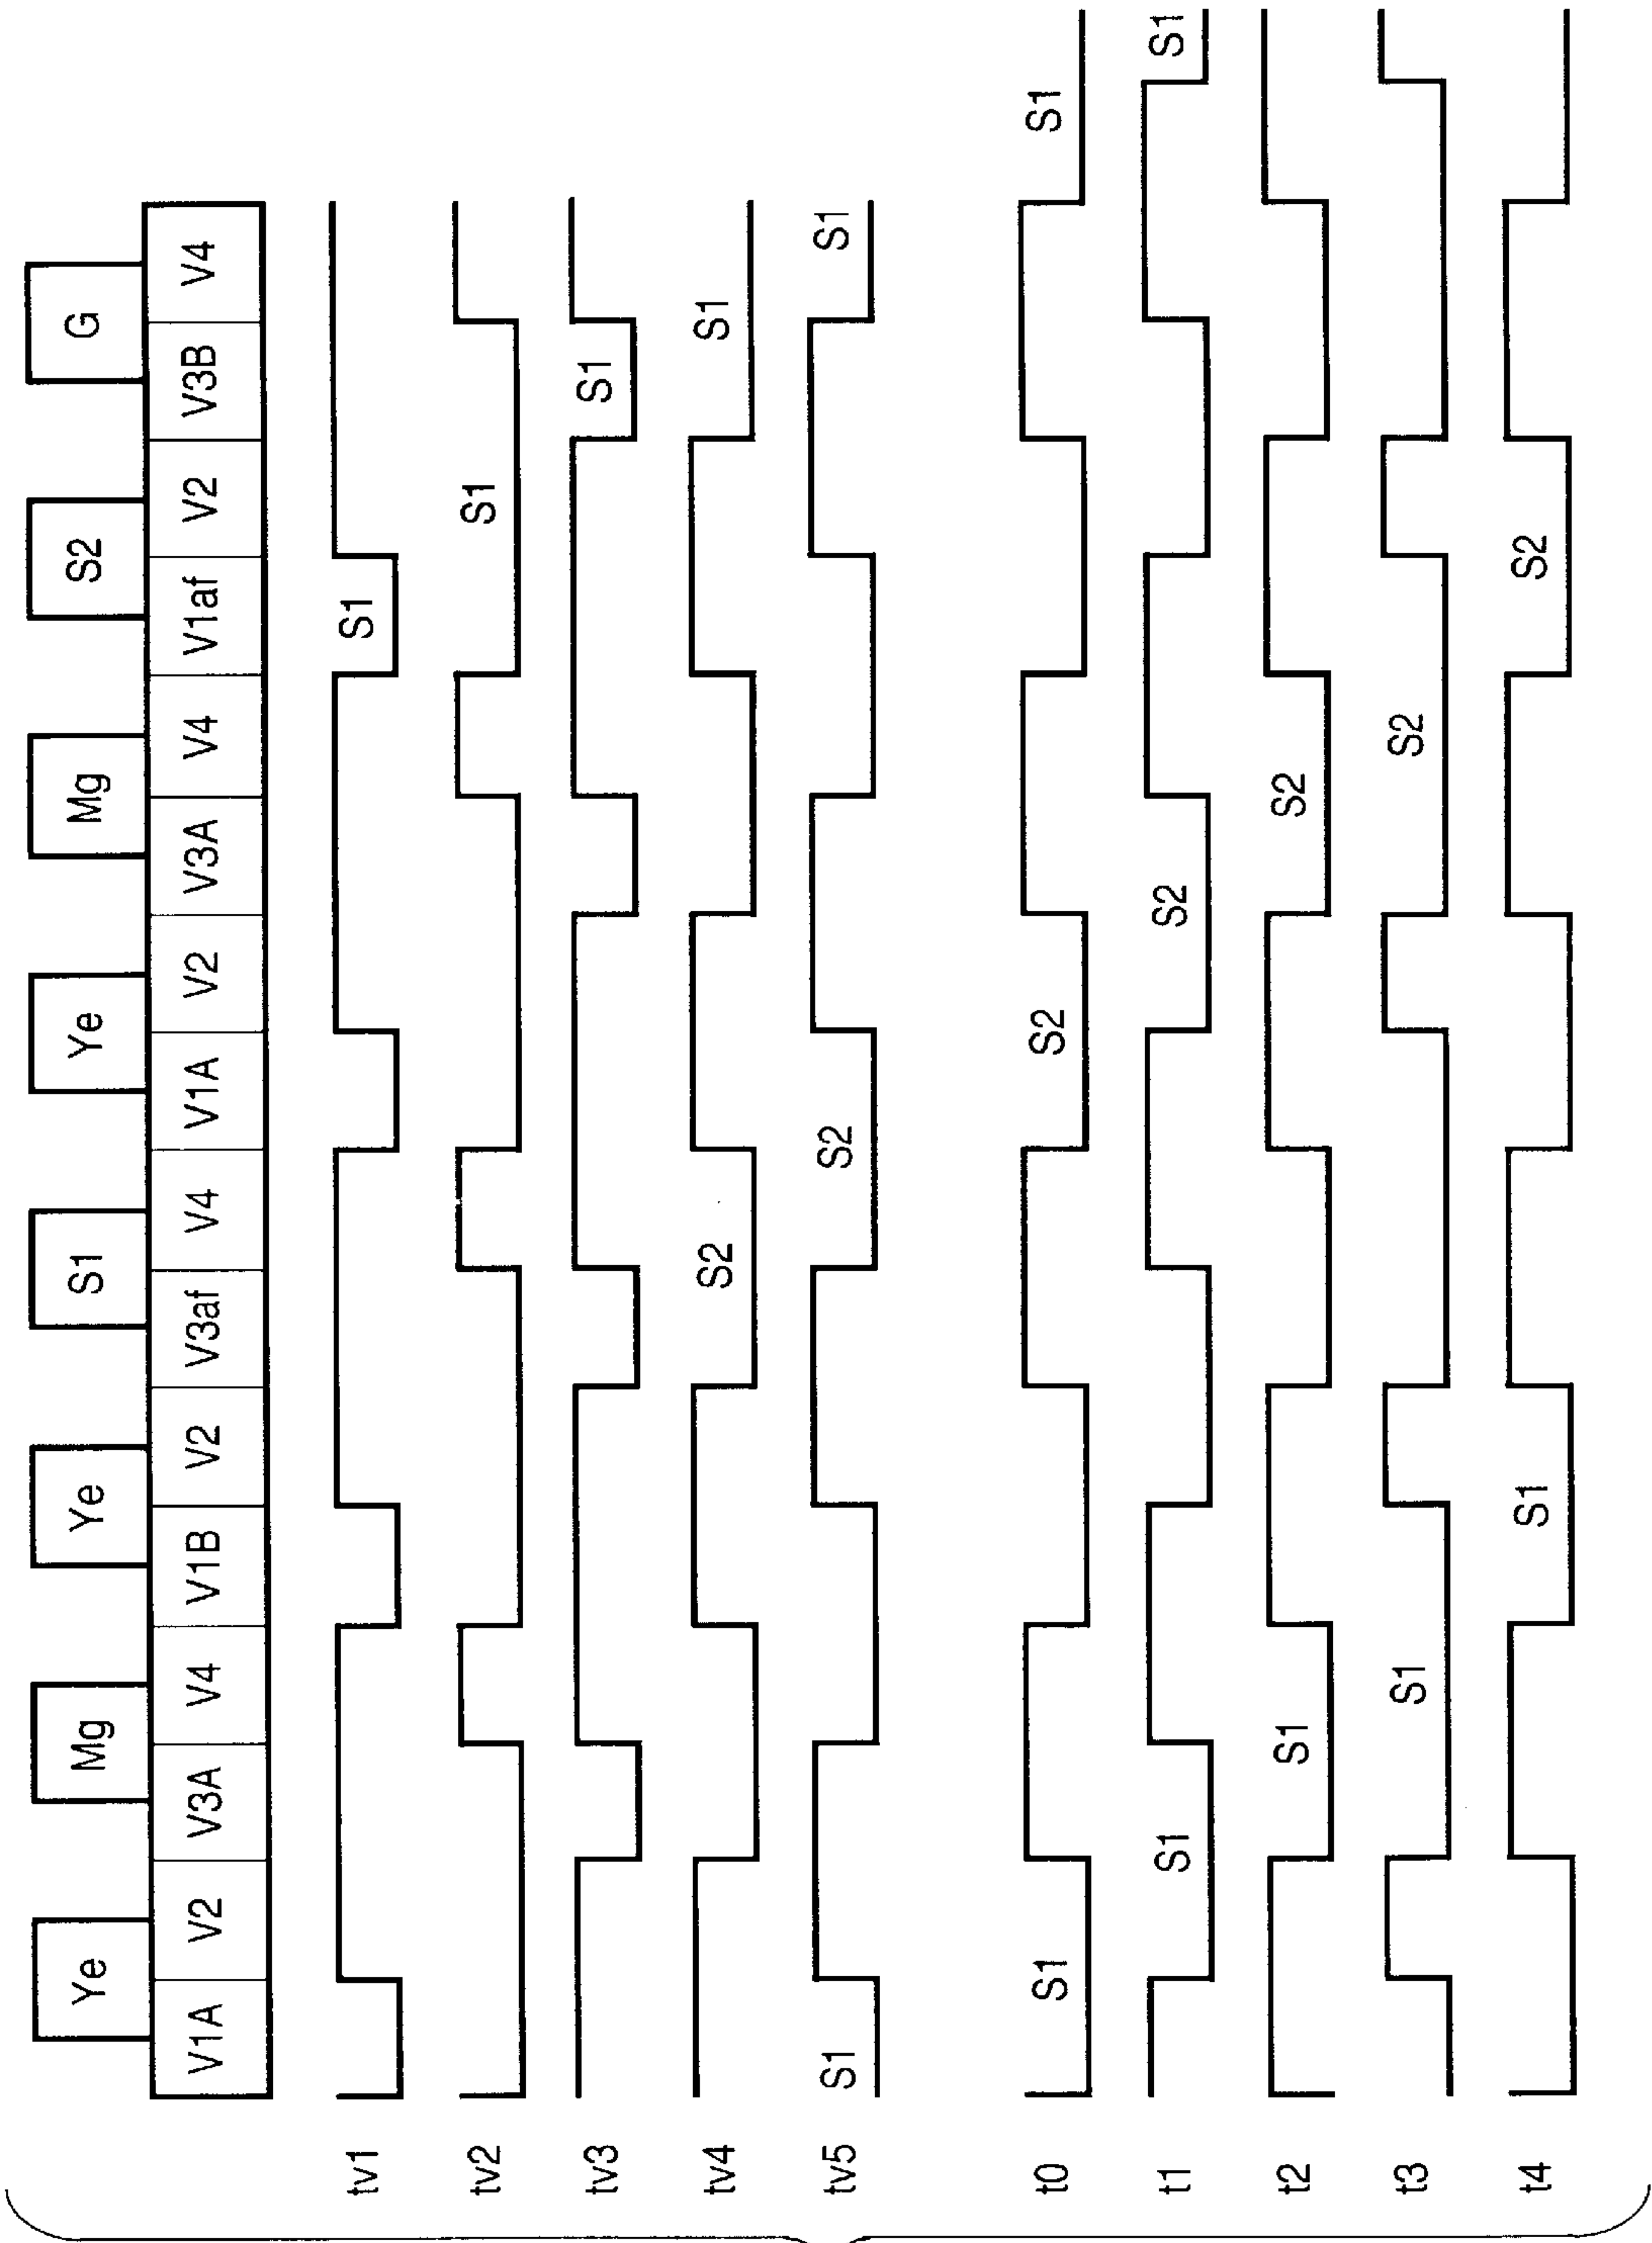 Ye Mg Ye S1 Ye Mg S2 G
V1A V2 V3A V4 V1B V2 V3af V4 V1A V2 V3A V4 V1af V2 V3B V4
tv1 S1
tv2 S1
tv3 S1
tv4 S2 S1
tv5 S1 S2 S1
t0 S1 S2 S1
t1 S1 S2 S1
t2 S1 S2
t3 S1 S2
t4 S1 S2